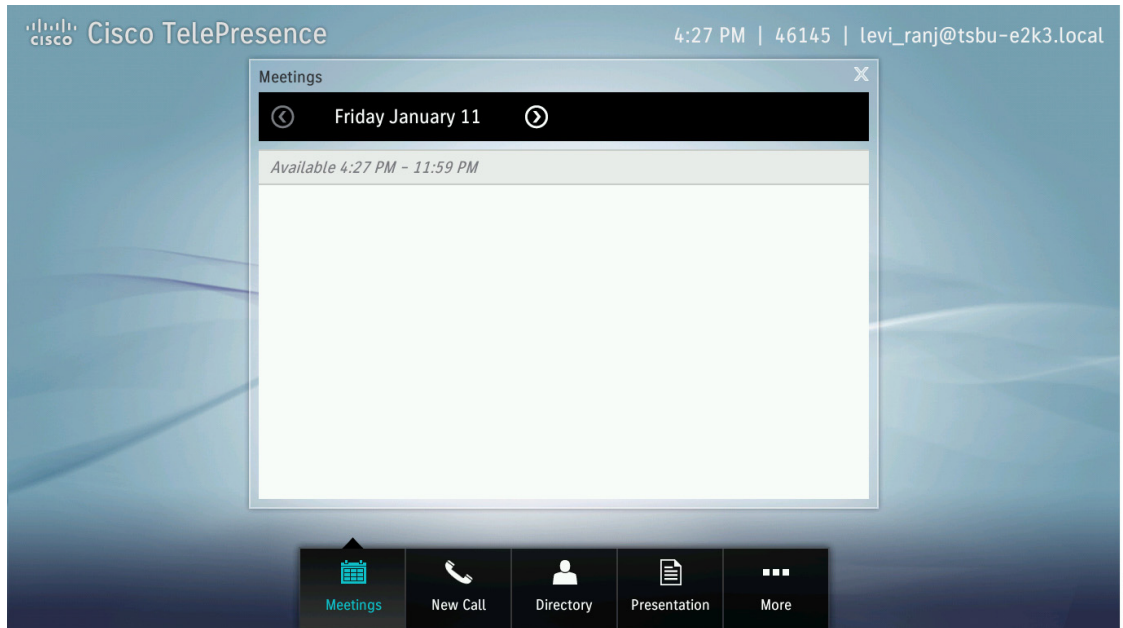 cisco Cisco TelePresence
4:27 PM | 46145 | levi_ranj@tsbu-e2k3.local
Meetings
Friday January 11
Available 4:27 PM - 11:59 PM
Meetings
New Call
Directory
Presentation
More